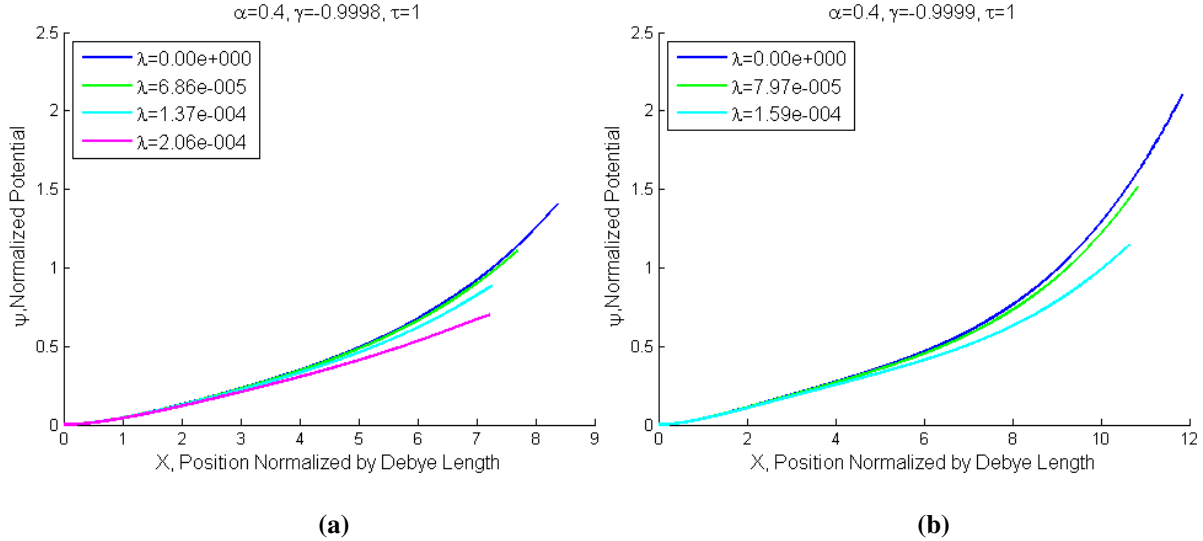 α=0.4, γ=-0.9998, τ=1
2.5
2
1.5
1
0.5
0
λ=0.00e+000
λ=6.86e-005
λ=1.37e-004
λ=2.06e-004
ψ,Normalized Potential
0 1 2 3 4 5 6 7 8 9
X, Position Normalized by Debye Length
(a)
α=0.4, γ=-0.9999, τ=1
2.5
2
1.5
1
0.5
0
λ=0.00e+000
λ=7.97e-005
λ=1.59e-004
ψ,Normalized Potential
0 2 4 6 8 10 12
X, Position Normalized by Debye Length
(b)